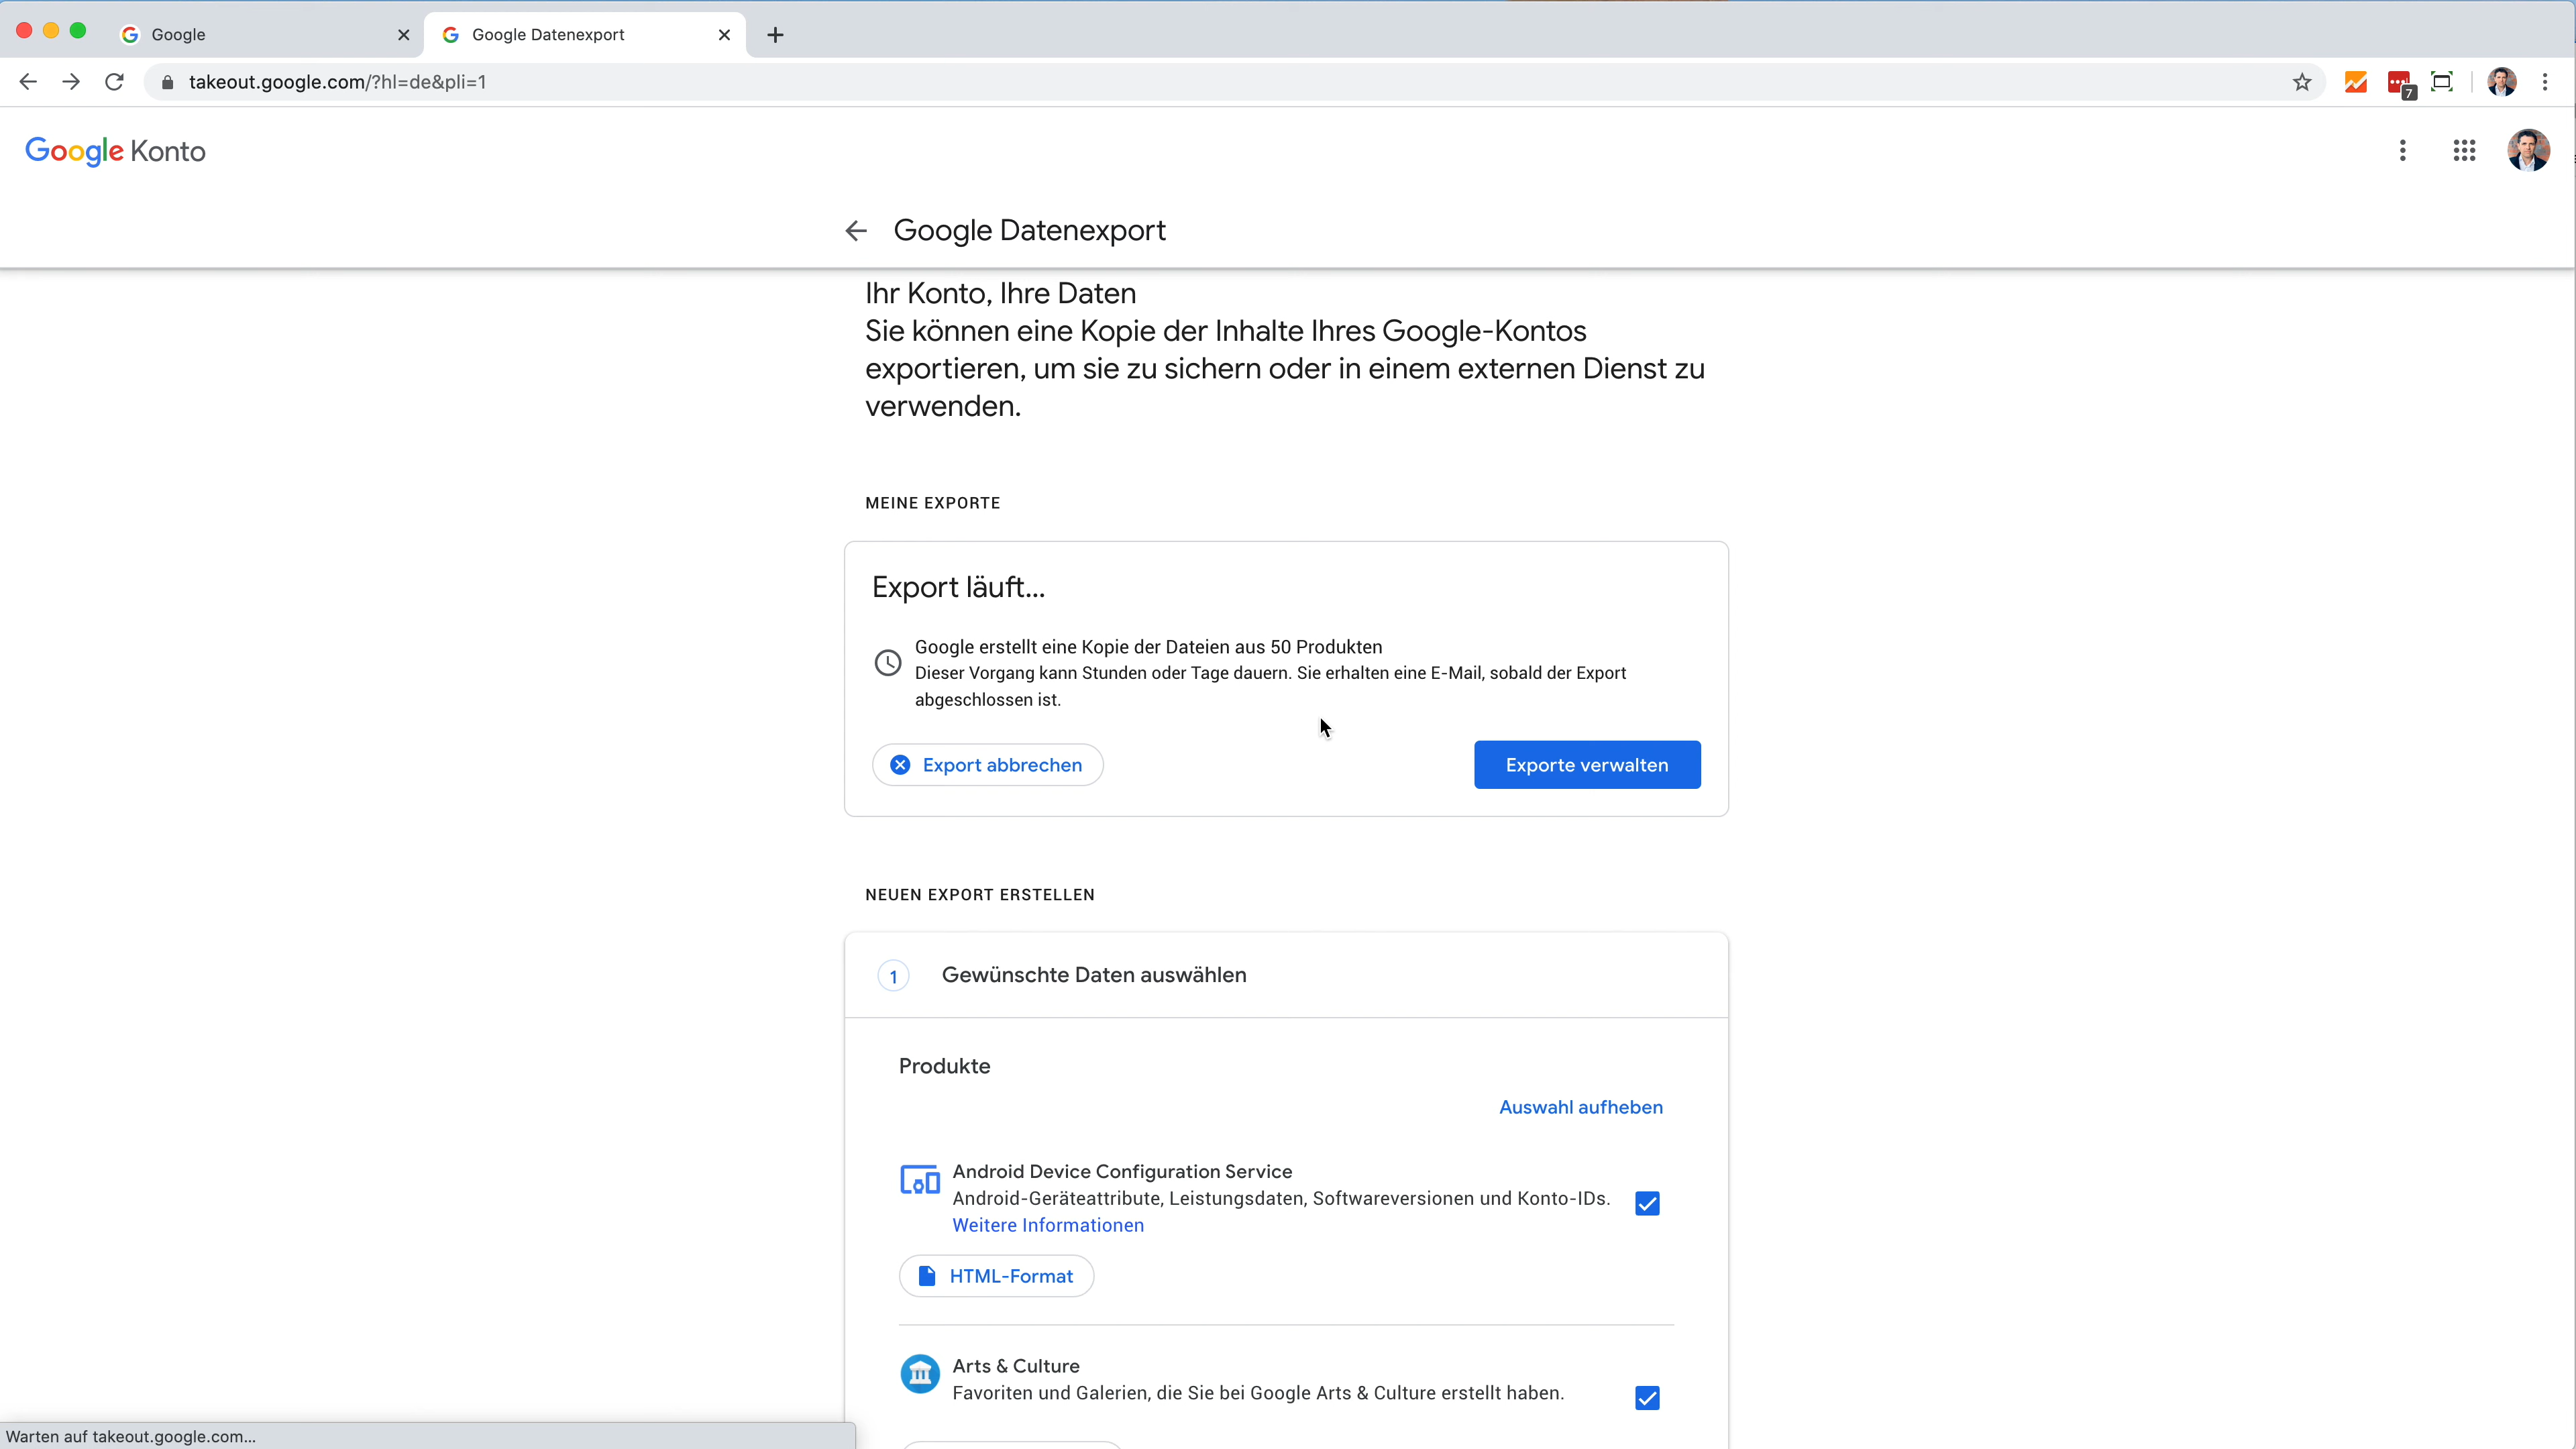 Google
Google Datenexport
takeout.google.com/?hl=de&pli=1
7
Google Konto
Google Datenexport
Ihr Konto, Ihre Daten
Sie können eine Kopie der Inhalte Ihres Google-Kontos
exportieren, um sie zu sichern oder in einem externen Dienst zu
verwenden.
MEINE EXPORTE
Export läuft...
Google erstellt eine Kopie der Dateien aus 50 Produkten
Dieser Vorgang kann Stunden oder Tage dauern. Sie erhalten eine E-Mail, sobald der Export
abgeschlossen ist.
Export abbrechen
Exporte verwalten
NEUEN EXPORT ERSTELLEN
1 Gewünschte Daten auswählen
Produkte
Auswahl aufheben
Android Device Configuration Service
Android-Geräteattribute, Leistungsdaten, Softwareversionen und Konto-IDs.
Weitere Informationen
HTML-Format
Arts & Culture
Favoriten und Galerien, die Sie bei Google Arts & Culture erstellt haben.
Warten auf takeout.google.com...